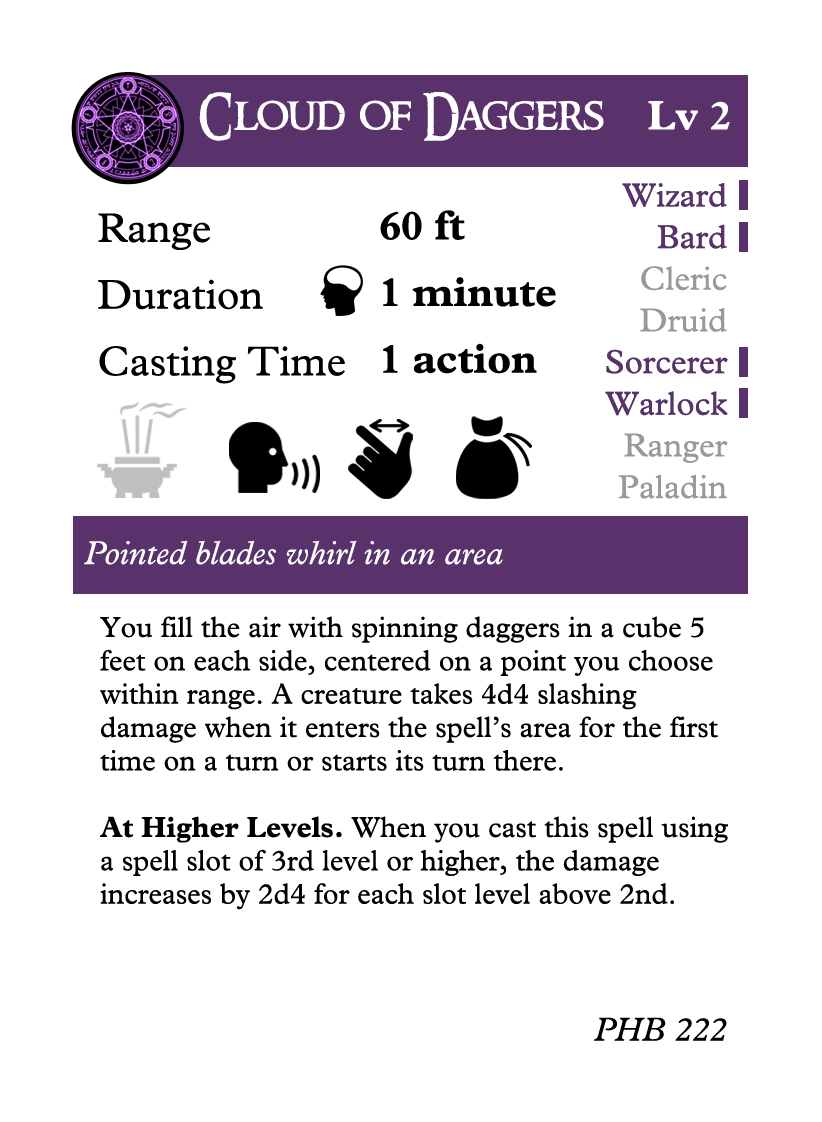 Cloud of Daggers Lv 2
Wizard
Range 60 ft
Bard
Cleric
Duration 1 minute
Druid
Casting Time 1 action
Sorcerer
Warlock
Ranger
Paladin
Pointed blades whirl in an area
You fill the air with spinning daggers in a cube 5
feet on each side, centered on a point you choose
within range. A creature takes 4d4 slashing
damage when it enters the spell’s area for the first
time on a turn or starts its turn there.
At Higher Levels. When you cast this spell using
a spell slot of 3rd level or higher, the damage
increases by 2d4 for each slot level above 2nd.
PHB 222